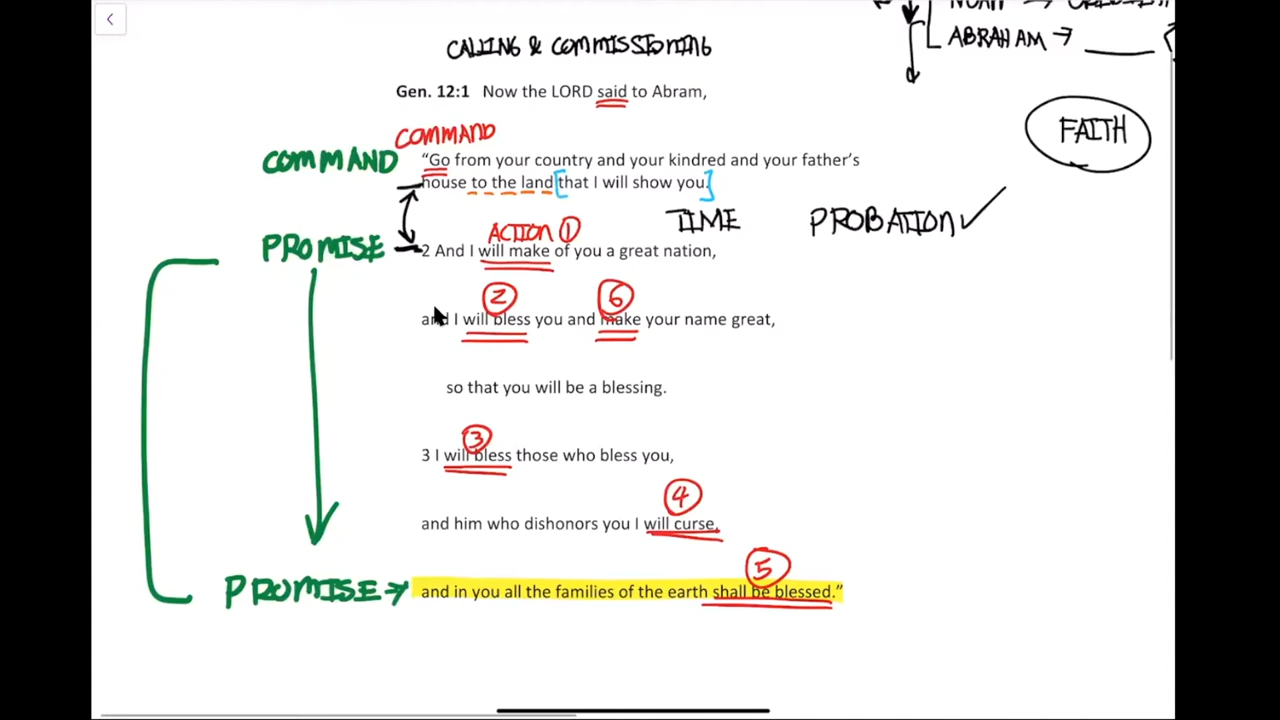 NOAH →
CALLING & COMMISSIONING
ABRAHAM → ____
Gen. 12:1 Now the LORD said to Abram,
FAITH
COMMAND
COMMAND
“Go from your country and your kindred and your father’s
house to the land [that I will show you.]
TIME
PROBATION ✓
ACTION ①
PROMISE
2 And I will make of you a great nation,
② ⑥
and I will bless you and make your name great,
so that you will be a blessing.
③
3 I will bless those who bless you,
④
and him who dishonors you I will curse,
⑤
PROMISE → and in you all the families of the earth shall be blessed.”